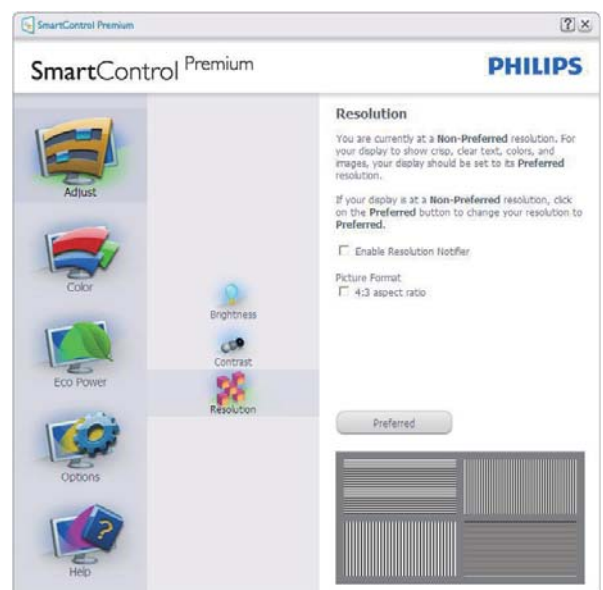 SmartControl Premium
SmartControl Premium
PHILIPS
Adjust
Color
Eco Power
Options
Help
Brightness
Contrast
Resolution
Resolution
You are currently at a Non-Preferred resolution. For
your display to show crisp, clear text, colors, and
images, your display should be set to its Preferred
resolution.
If your display is at a Non-Preferred resolution, click
on the Preferred button to change your resolution to
Preferred.
Enable Resolution Notifier
Picture Format
4:3 aspect ratio
Preferred